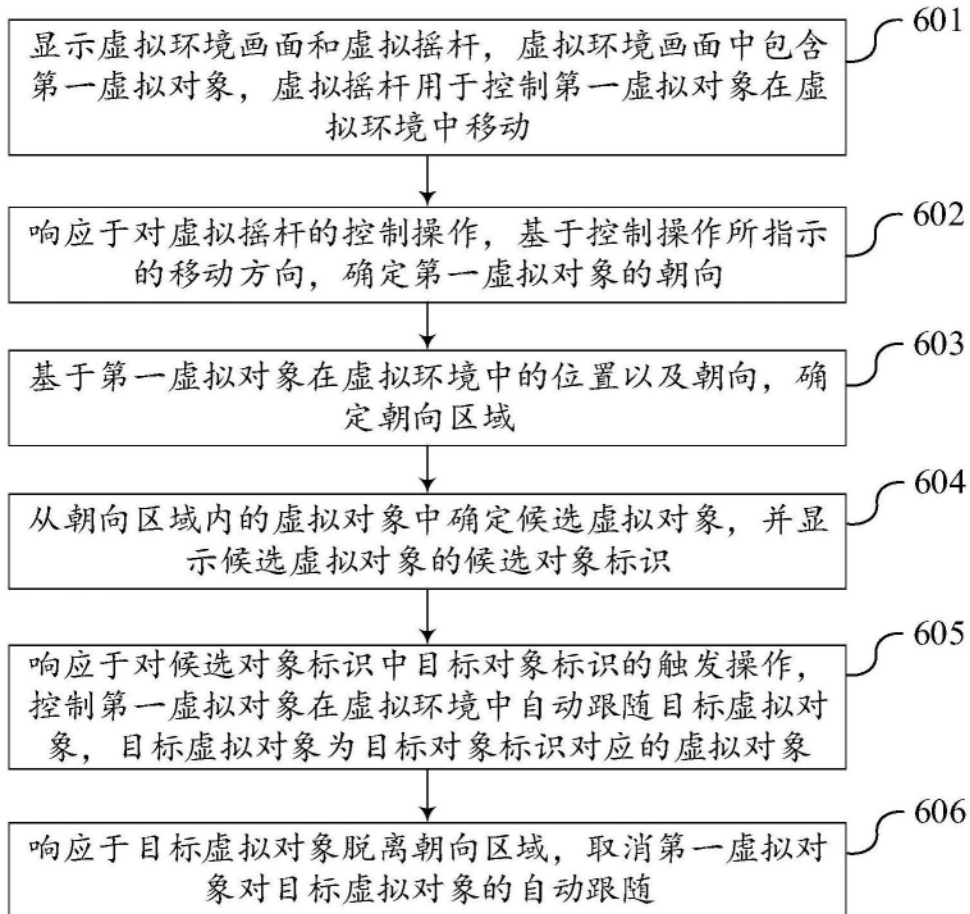 601
显示虚拟环境画面和虚拟摇杆，虚拟环境画面中包含
第一虚拟对象，虚拟摇杆用于控制第一虚拟对象在虚
拟环境中移动
602
响应于对虚拟摇杆的控制操作，基于控制操作所指示
的移动方向，确定第一虚拟对象的朝向
603
基于第一虚拟对象在虚拟环境中的位置以及朝向，确
定朝向区域
604
从朝向区域内的虚拟对象中确定候选虚拟对象，并显
示候选虚拟对象的候选对象标识
605
响应于对候选对象标识中目标对象标识的触发操作，
控制第一虚拟对象在虚拟环境中自动跟随目标虚拟对
象，目标虚拟对象为目标对象标识对应的虚拟对象
606
响应于目标虚拟对象脱离朝向区域，取消第一虚拟对
象对目标虚拟对象的自动跟随